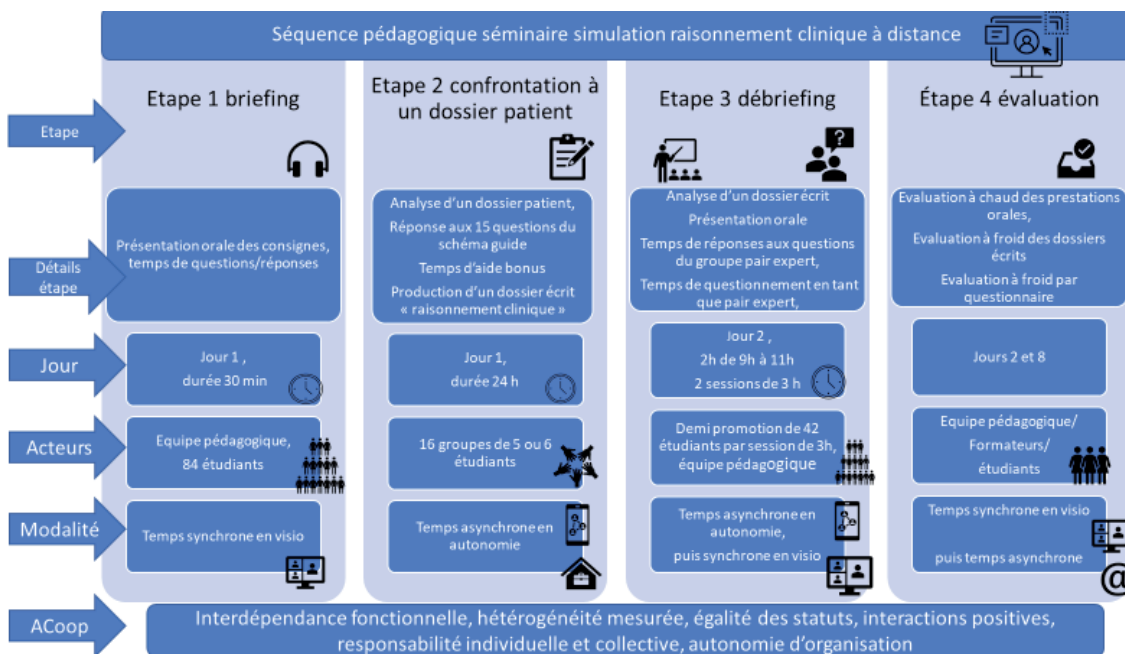 Séquence pédagogique séminaire simulation raisonnement clinique à distance
Etape
Etape 1 briefing
Etape 2 confrontation à
un dossier patient
Etape 3 débriefing
Étape 4 évaluation
?
Détails
étape
Présentation orale des consignes,
temps de questions/réponses
Analyse d'un dossier patient,
Réponse aux 15 questions du
schéma guide
Temps d'aide bonus
Production d'un dossier écrit
« raisonnement clinique »
Analyse d'un dossier écrit
Présentation orale
Temps de réponses aux questions
du groupe pair expert,
Temps de questionnement en tant
que pair expert,
Evaluation à chaud des prestations
orales,
Evaluation à froid des dossiers
écrits
Evaluation à froid par
questionnaire
Jour
Jour 1 ,
durée 30 min
Jour 1,
durée 24 h
Jour 2 ,
2h de 9h à 11h
2 sessions de 3 h
Jours 2 et 8
Acteurs
Equipe pédagogique,
84 étudiants
16 groupes de 5 ou 6
étudiants
Demi promotion de 42
étudiants par session de 3h,
équipe pédagogique
Equipe pédagogique/
Formateurs/
étudiants
Modalité
Temps synchrone en visio
Temps asynchrone en
autonomie
Temps asynchrone en
autonomie,
puis synchrone en visio
Temps synchrone en visio
puis temps asynchrone
@
ACoop
Interdépendance fonctionnelle, hétérogénéité mesurée, égalité des statuts, interactions positives,
responsabilité individuelle et collective, autonomie d'organisation